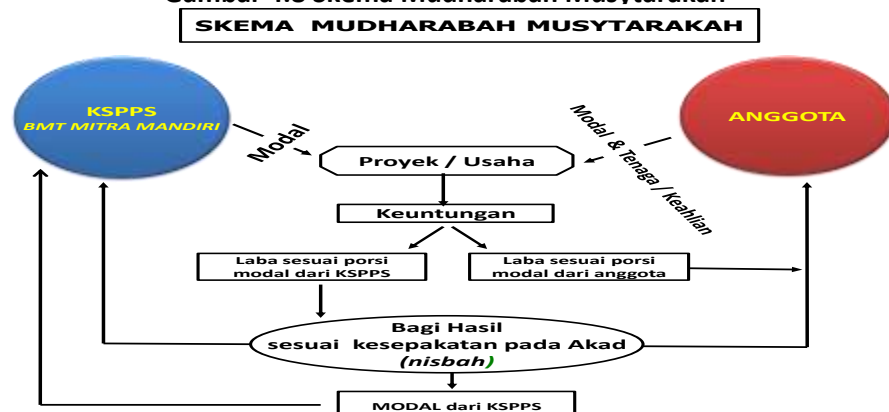 SKEMA MUDHARABAH MUSYTARAKAH
KSPPS
BMT MITRA MANDIRI
ANGGOTA
Modal
Modal & Tenaga / Keahlian
Proyek / Usaha
Keuntungan
Laba sesuai porsi
modal dari KSPPS
Laba sesuai porsi
modal dari anggota
Bagi Hasil
sesuai kesepakatan pada Akad
(nisbah)
MODAL dari KSPPS